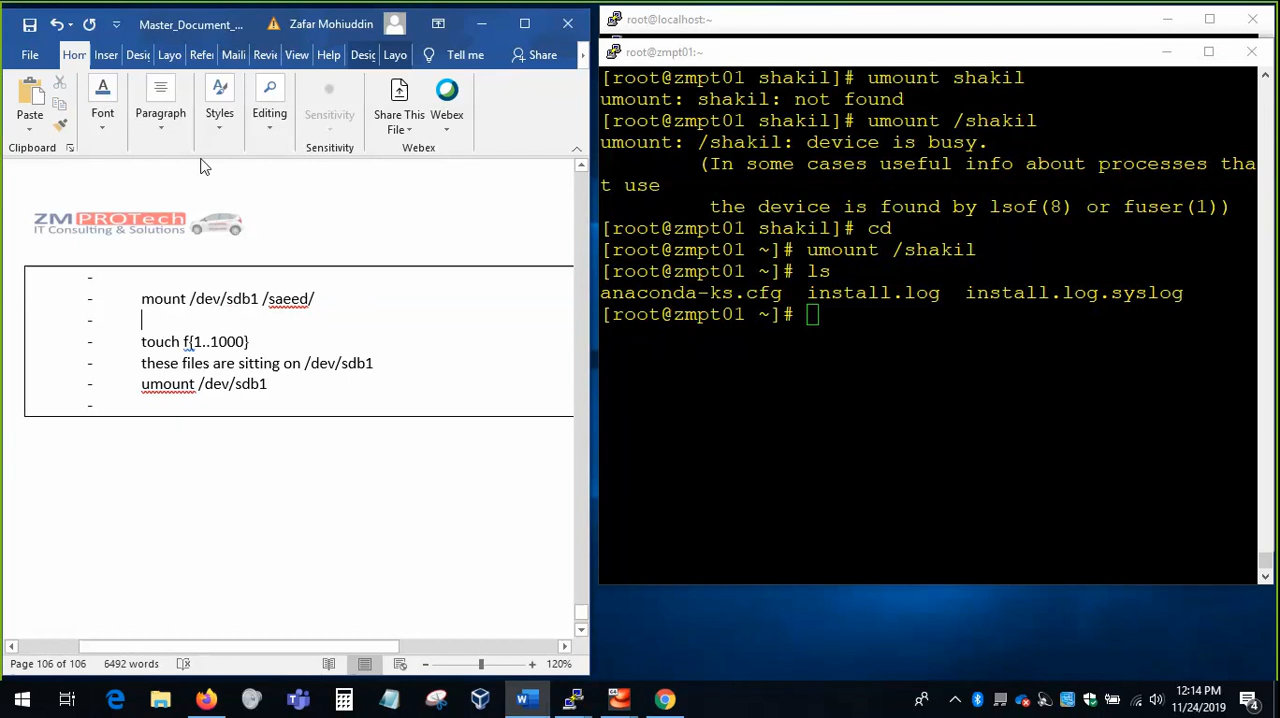 Master_Document_...
Zafar Mohiuddin
File
Hom
Inser
Desig
Layo
Refe
Maili
Revie
View
Help
Desig
Layo
Tell me
Share
Paste
Font
Paragraph
Styles
Editing
Sensitivity
Share This
File
Webex
Clipboard
Sensitivity
Webex
ZM PROTech
IT Consulting & Solutions
-
- mount /dev/sdb1 /saeed/
-
- touch f{1..1000}
- these files are sitting on /dev/sdb1
- umount /dev/sdb1
-
Page 106 of 106
6492 words
120%
root@localhost:~
root@zmpt01:~
[root@zmpt01 shakil]# umount shakil
umount: shakil: not found
[root@zmpt01 shakil]# umount /shakil
umount: /shakil: device is busy.
(In some cases useful info about processes tha
t use
the device is found by lsof(8) or fuser(1))
[root@zmpt01 shakil]# cd
[root@zmpt01 ~]# umount /shakil
[root@zmpt01 ~]# ls
anaconda-ks.cfg  install.log  install.log.syslog
[root@zmpt01 ~]#
12:14 PM
11/24/2019
4